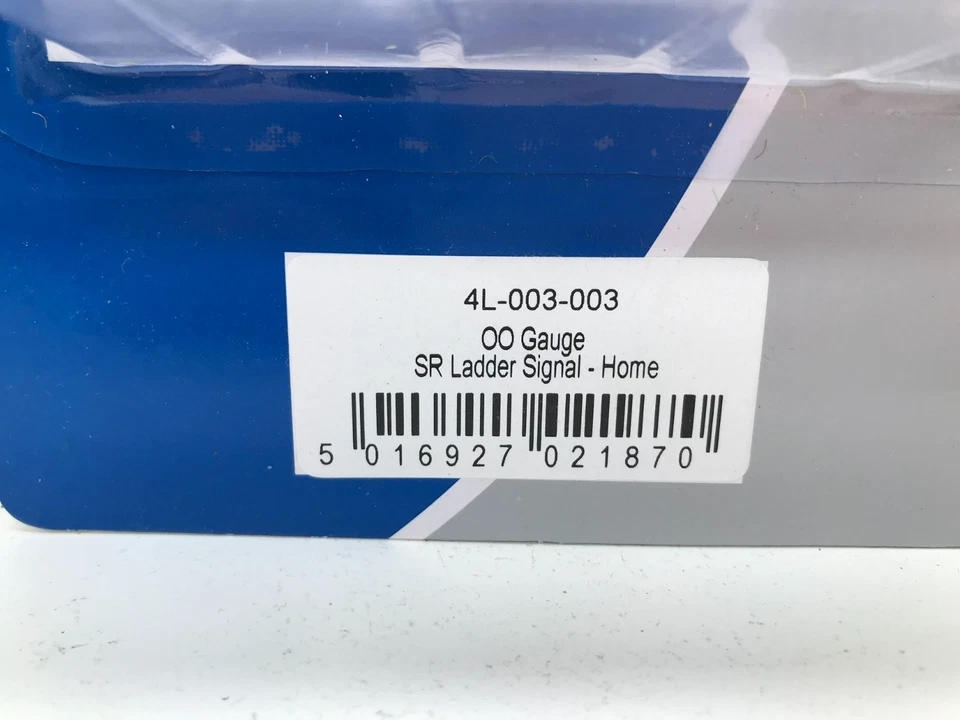 4L-003-003
OO Gauge
SR Ladder Signal - Home
5 016927 021870